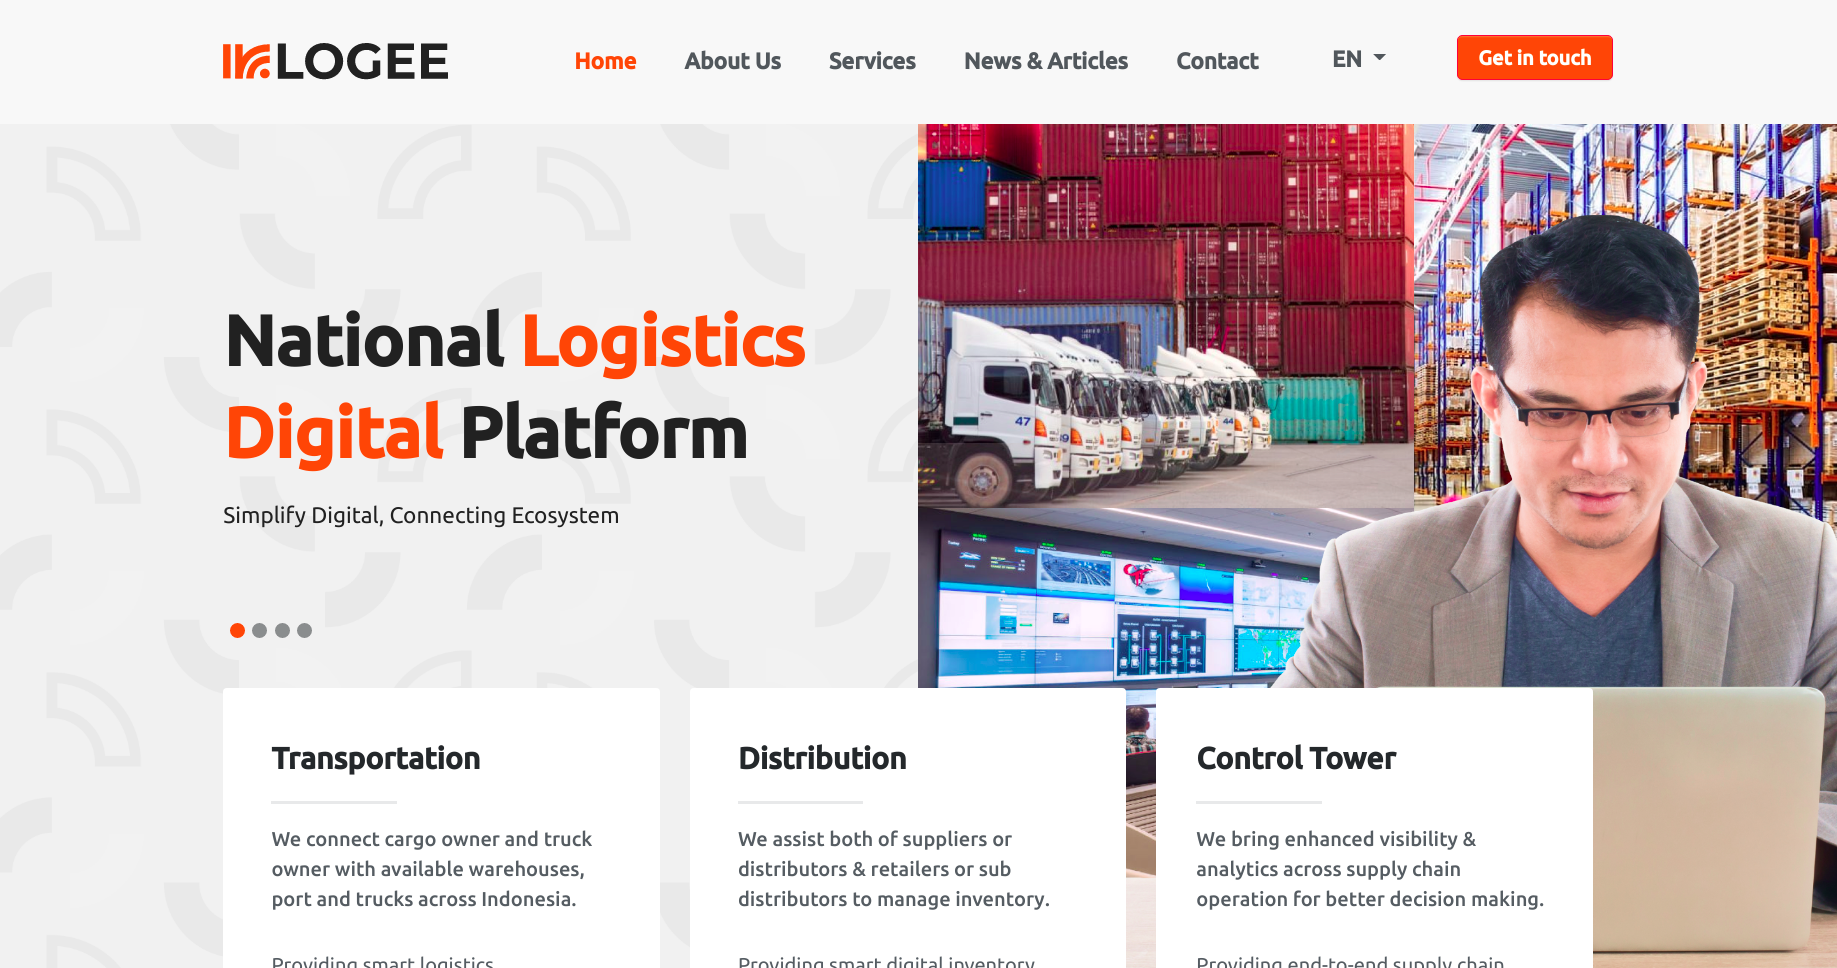 LOGEE
Home
About Us
Services
News & Articles
Contact
EN
Get in touch
National Logistics
Digital Platform
Simplify Digital, Connecting Ecosystem
47
44
Transportation
We connect cargo owner and truck
owner with available warehouses,
port and trucks across Indonesia.
Providing smart logistics
Distribution
We assist both of suppliers or
distributors & retailers or sub
distributors to manage inventory.
Providing smart digital inventory
Control Tower
We bring enhanced visibility &
analytics across supply chain
operation for better decision making.
Providing end-to-end supply chain